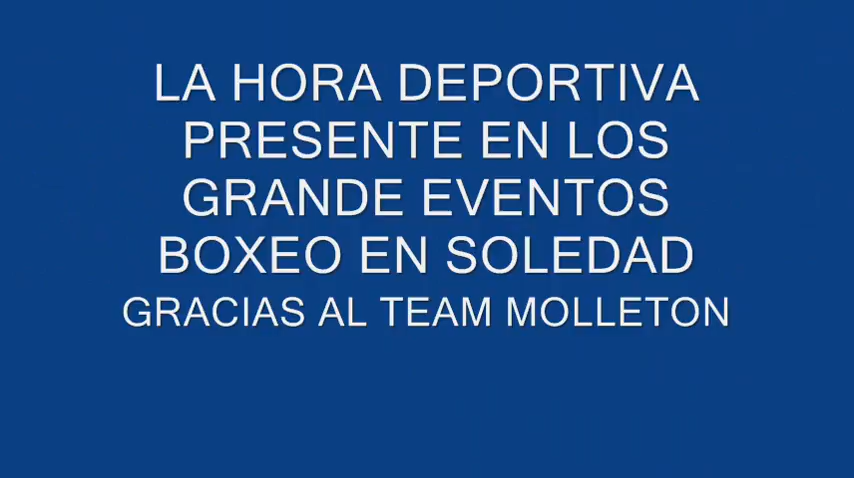 LA HORA DEPORTIVA
PRESENTE EN LOS
GRANDE EVENTOS
BOXEO EN SOLEDAD
GRACIAS AL TEAM MOLLETON